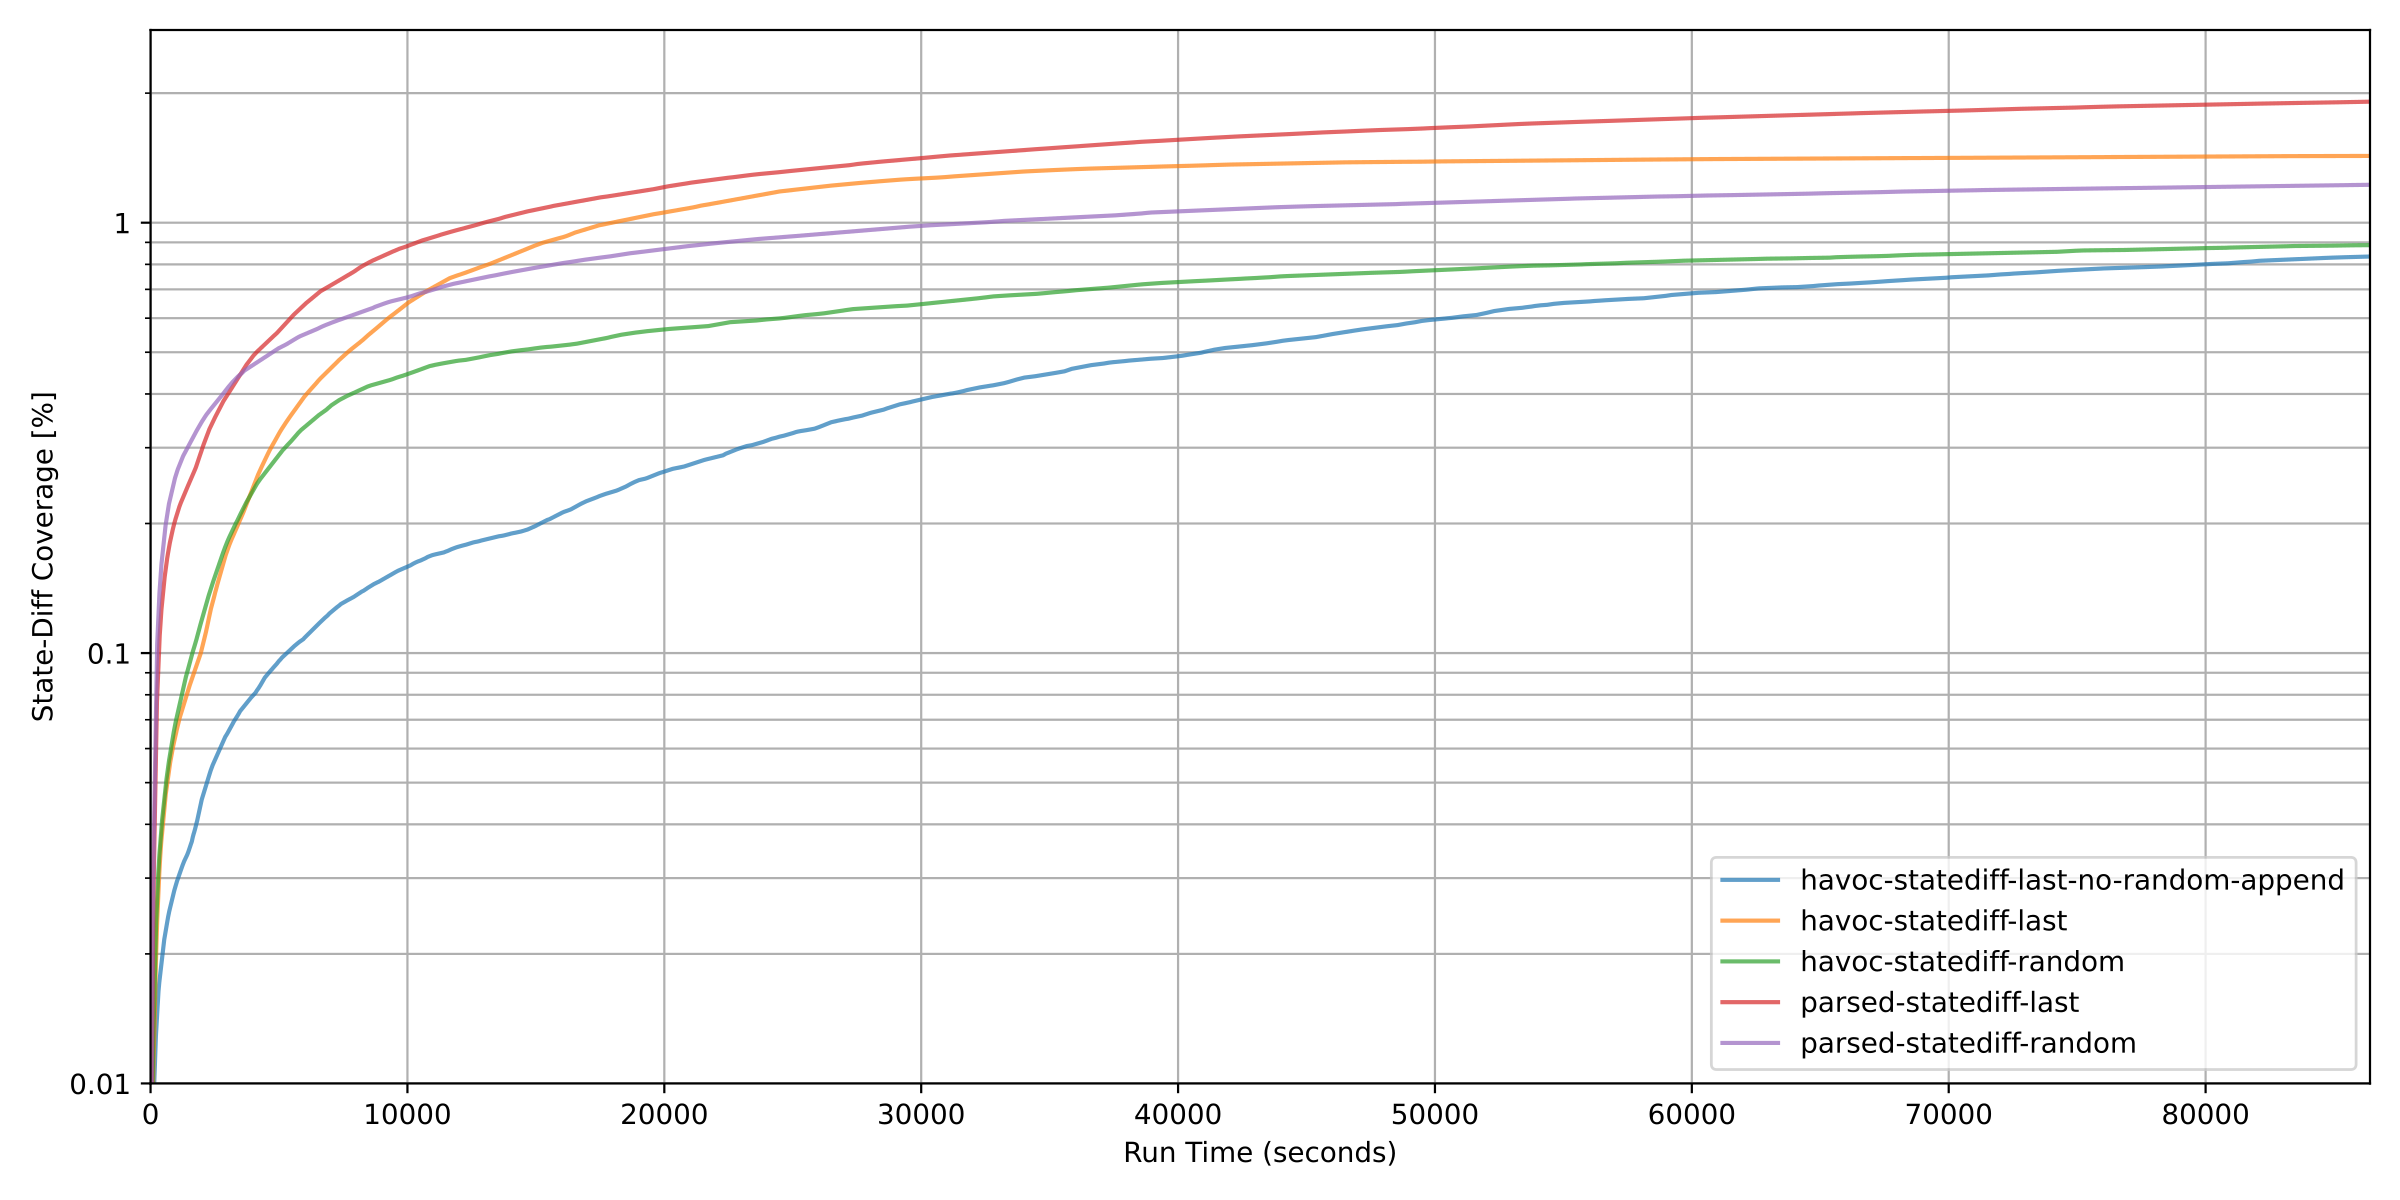 State-Diff Coverage [%]
1
0.1
0.01
0 10000 20000 30000 40000 50000 60000 70000 80000
Run Time (seconds)
havoc-statediff-last-no-random-append
havoc-statediff-last
havoc-statediff-random
parsed-statediff-last
parsed-statediff-random